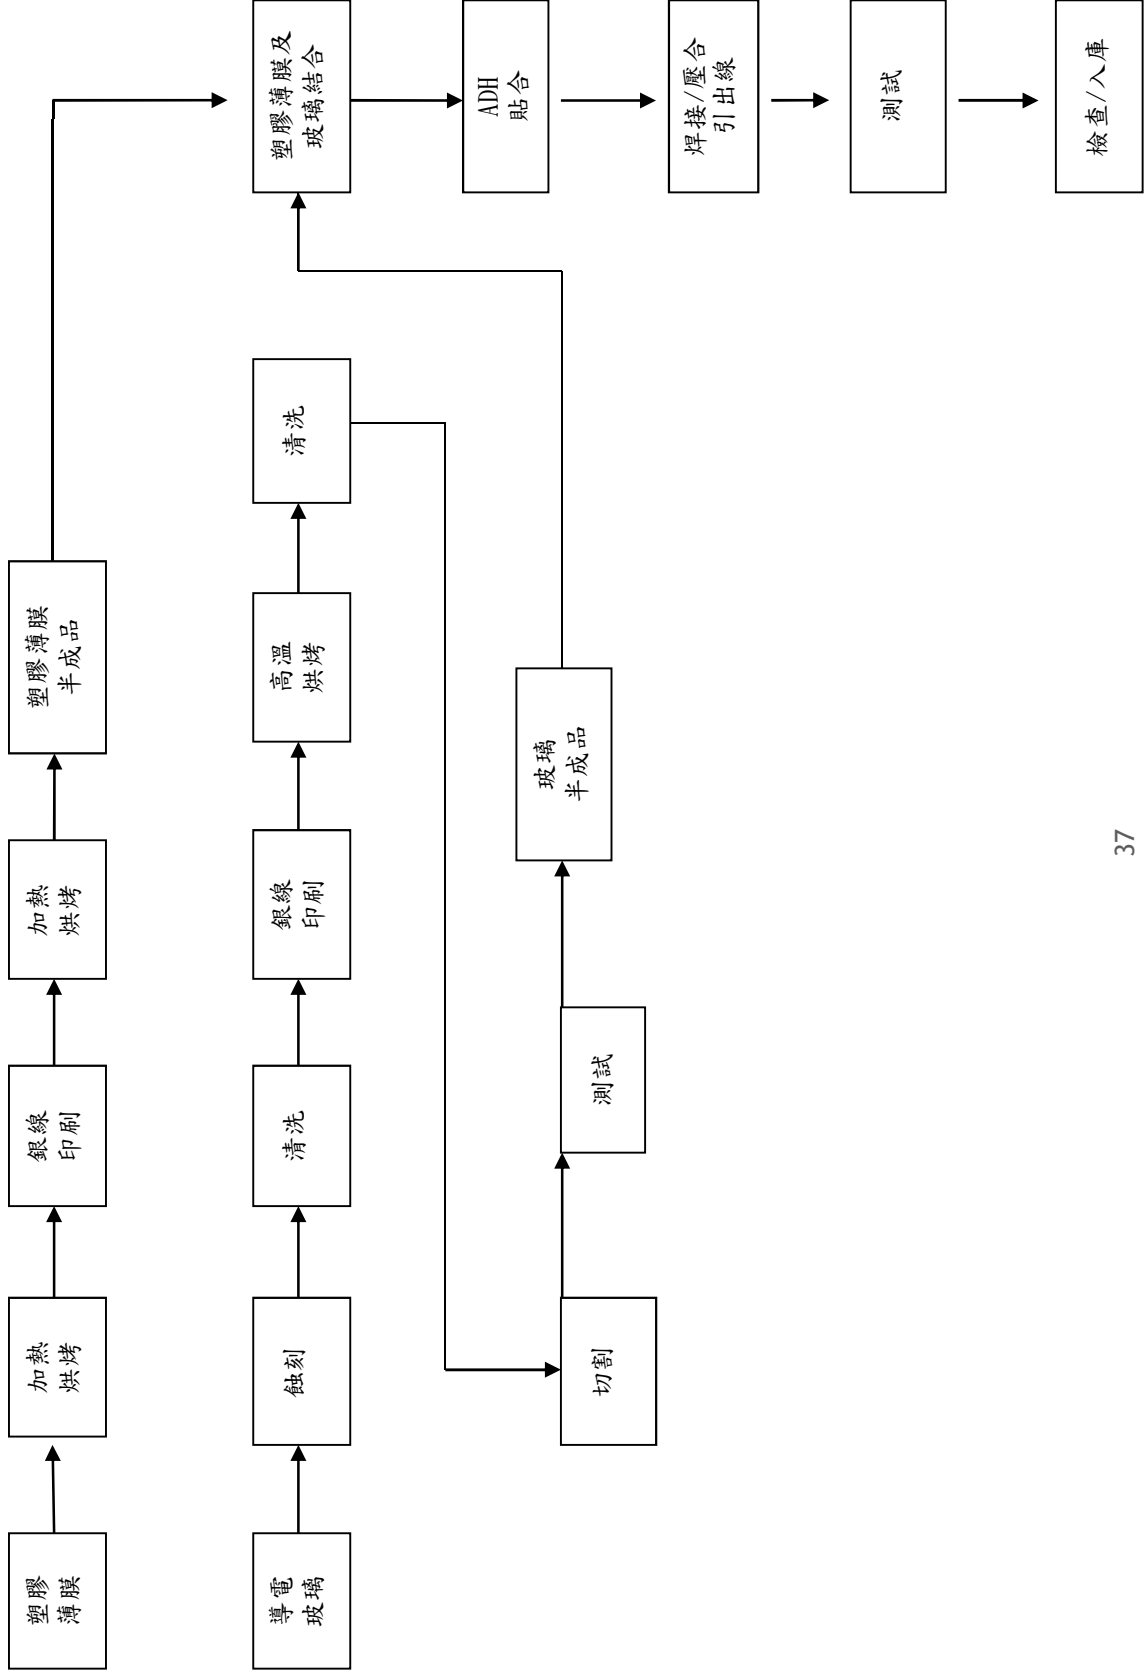 塑膠
薄膜
加熱
烘烤
銀線
印刷
加熱
烘烤
塑膠薄膜
半成品
導電
玻璃
蝕刻
清洗
銀線
印刷
高溫
烘烤
清洗
切割
測試
玻璃
半成品
塑膠薄膜及
玻璃結合
ADH
貼合
焊接/壓合
引出線
測試
檢查/入庫
37